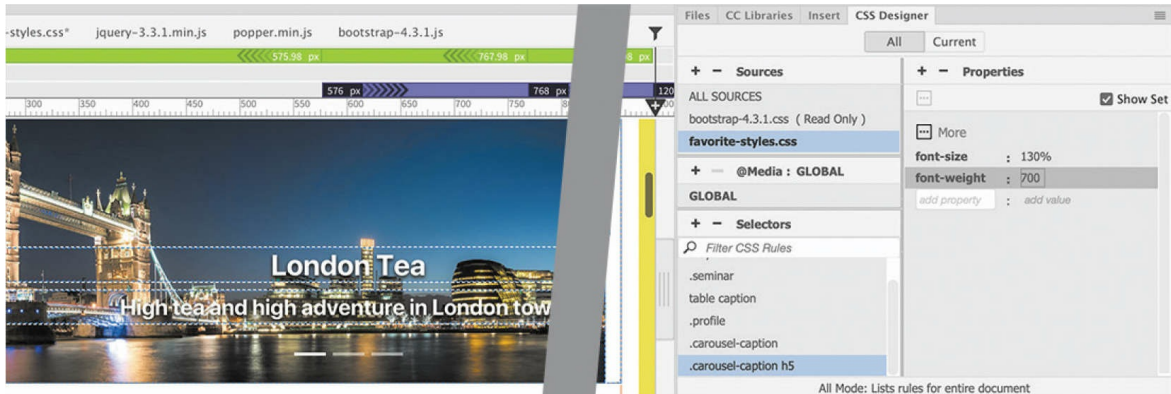 -styles.css* jquery-3.3.1.min.js popper.min.js bootstrap-4.3.1.js
575.98 px 767.98 px 8 px
576 px 768 px 120
300 350 400 450 500 550 600 650 700 750
London Tea
High tea and high adventure in London tow
Files CC Libraries Insert CSS Designer
All Current
+ − Sources
ALL SOURCES
bootstrap-4.3.1.css ( Read Only )
favorite-styles.css
+ − @Media : GLOBAL
GLOBAL
+ − Selectors
Filter CSS Rules
.seminar
table caption
.profile
.carousel-caption
.carousel-caption h5
+ − Properties
Show Set
More
font-size : 130%
font-weight : 700
add property : add value
All Mode: Lists rules for entire document